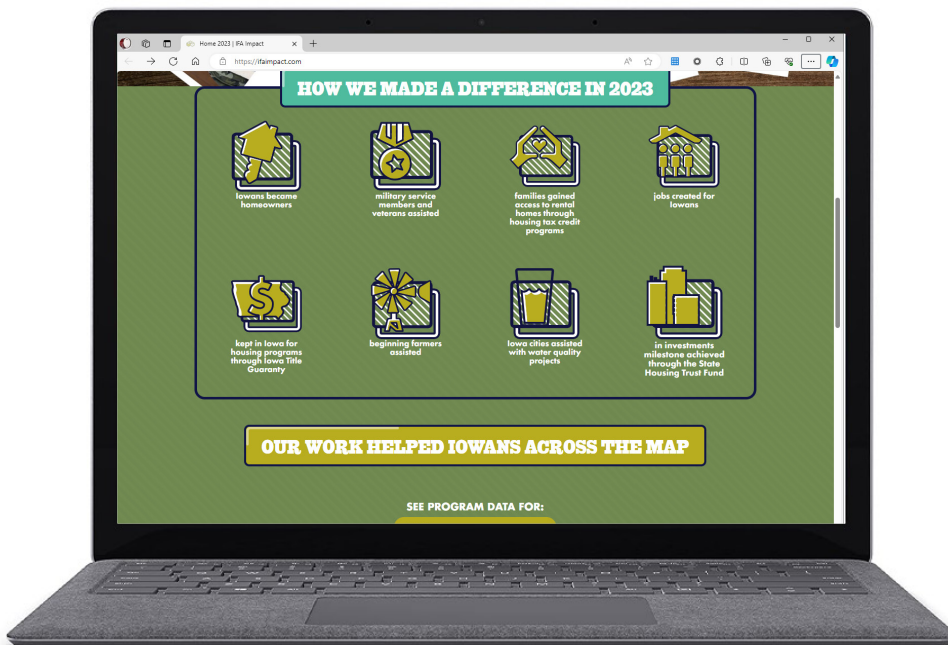 Home 2023 | IFA Impact
https://ifaimpact.com
HOW WE MADE A DIFFERENCE IN 2023
Iowans became
homeowners
military service
members and
veterans assisted
families gained
access to rental
homes through
housing tax credit
programs
jobs created for
Iowans
kept in Iowa for
housing programs
through Iowa Title
Guaranty
beginning farmers
assisted
Iowa cities assisted
with water quality
projects
in investments
milestone achieved
through the State
Housing Trust Fund
OUR WORK HELPED IOWANS ACROSS THE MAP
SEE PROGRAM DATA FOR: